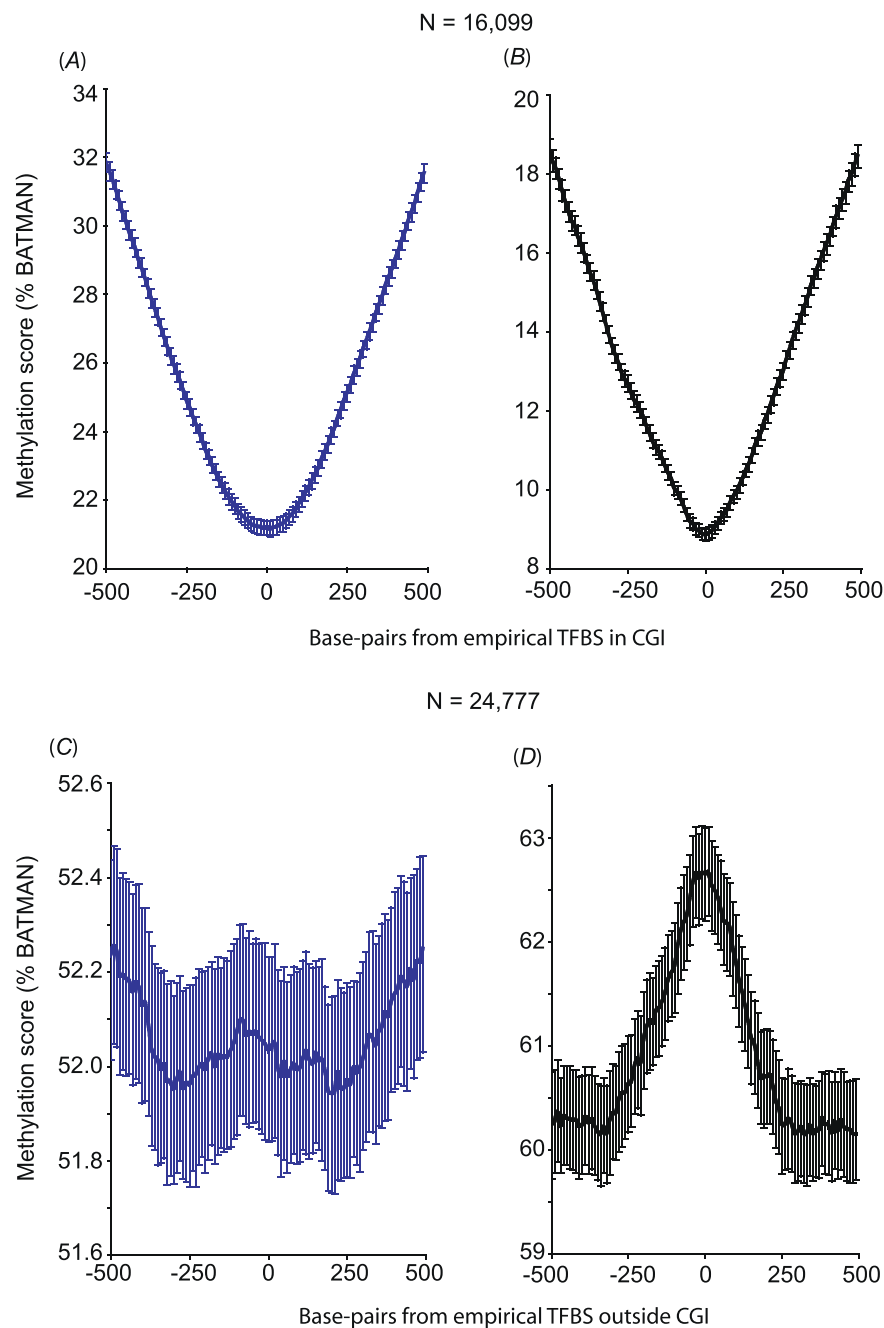 N = 16,099
(A)
(B)
Methylation score (% BATMAN)
34
32
30
28
26
24
22
20
-500 -250 0 250 500
20
18
16
14
12
10
8
-500 -250 0 250 500
Base-pairs from empirical TFBS in CGI
N = 24,777
(C)
(D)
Methylation score (% BATMAN)
52.6
52.4
52.2
52.0
51.8
51.6
-500 -250 0 250 500
63
62
61
60
59
-500 -250 0 250 500
Base-pairs from empirical TFBS outside CGI